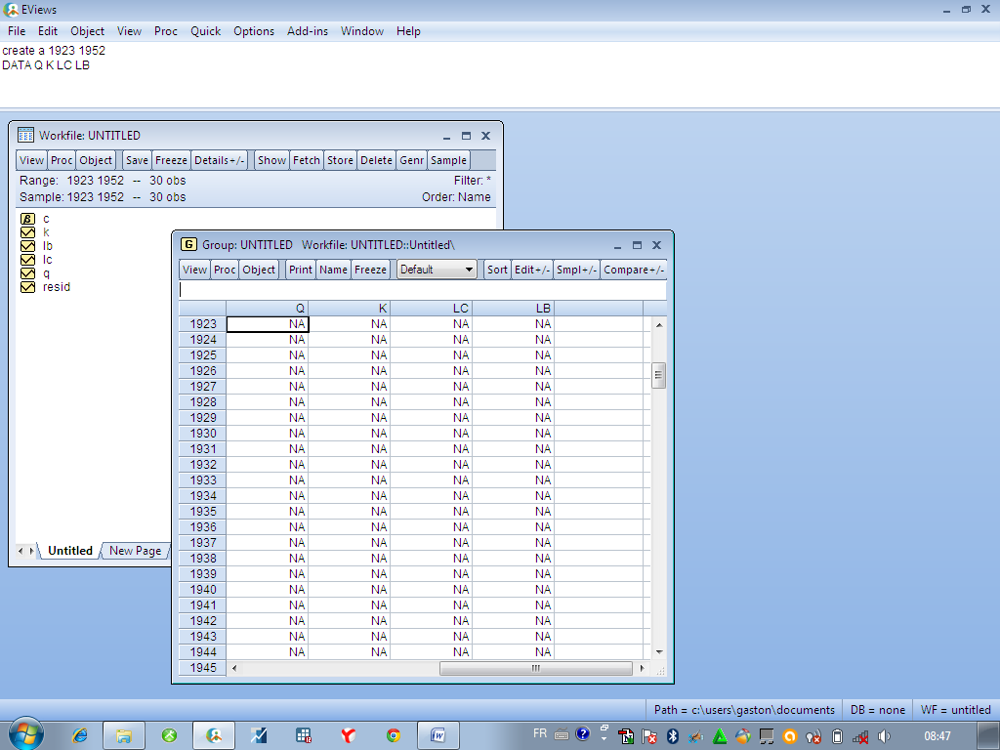 EViews
File Edit Object View Proc Quick Options Add-ins Window Help
create a 1923 1952
DATA Q K LC LB
Workfile: UNTITLED
View Proc Object Save Freeze Details+/- Show Fetch Store Delete Genr Sample
Range: 1923 1952 -- 30 obs Filter: *
Sample: 1923 1952 -- 30 obs Order: Name
c
k
lb
lc
q
resid
Untitled New Page
G Group: UNTITLED Workfile: UNTITLED::Untitled\
View Proc Object Print Name Freeze Default Sort Edit+/- Smpl+/- Compare+/-
Q K LC LB
1923 NA NA NA NA
1924 NA NA NA NA
1925 NA NA NA NA
1926 NA NA NA NA
1927 NA NA NA NA
1928 NA NA NA NA
1929 NA NA NA NA
1930 NA NA NA NA
1931 NA NA NA NA
1932 NA NA NA NA
1933 NA NA NA NA
1934 NA NA NA NA
1935 NA NA NA NA
1936 NA NA NA NA
1937 NA NA NA NA
1938 NA NA NA NA
1939 NA NA NA NA
1940 NA NA NA NA
1941 NA NA NA NA
1942 NA NA NA NA
1943 NA NA NA NA
1944 NA NA NA NA
1945
Path = c:\users\gaston\documents DB = none WF = untitled
FR 08:47